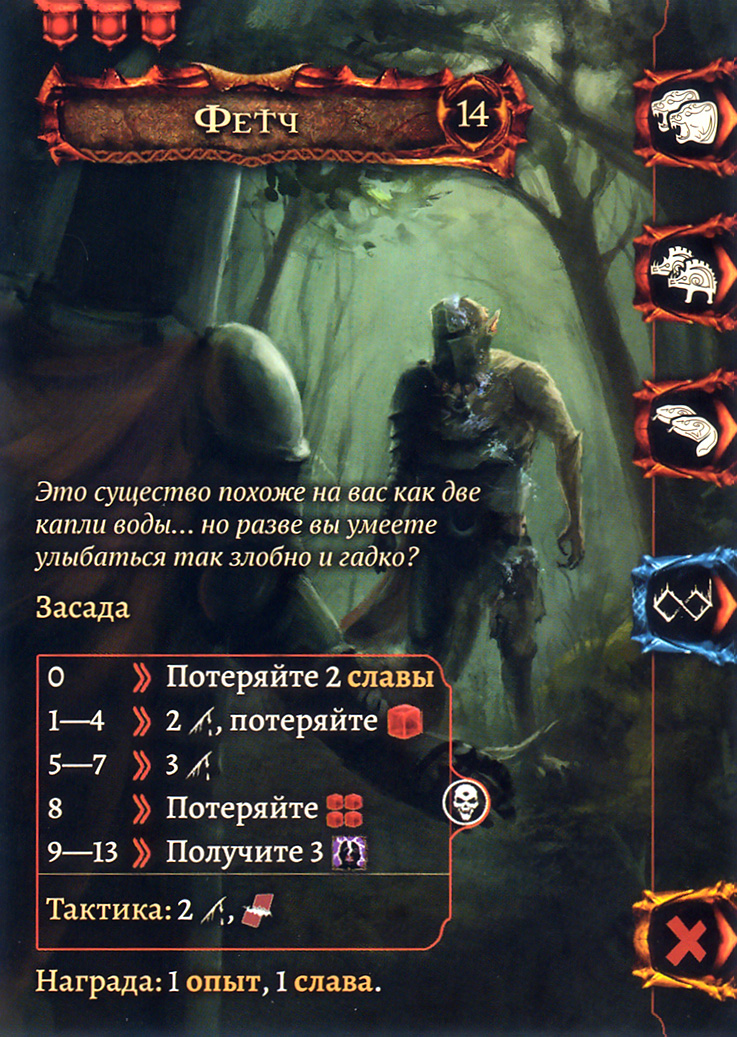 Фетч 14
Это существо похоже на вас как две
капли воды... но разве вы умеете
улыбаться так злобно и гадко?
Засада
0 Потеряйте 2 славы
1—4 2, потеряйте
5—7 3
8 Потеряйте
9—13 Получите 3
Тактика: 2,
Награда: 1 опыт, 1 слава.